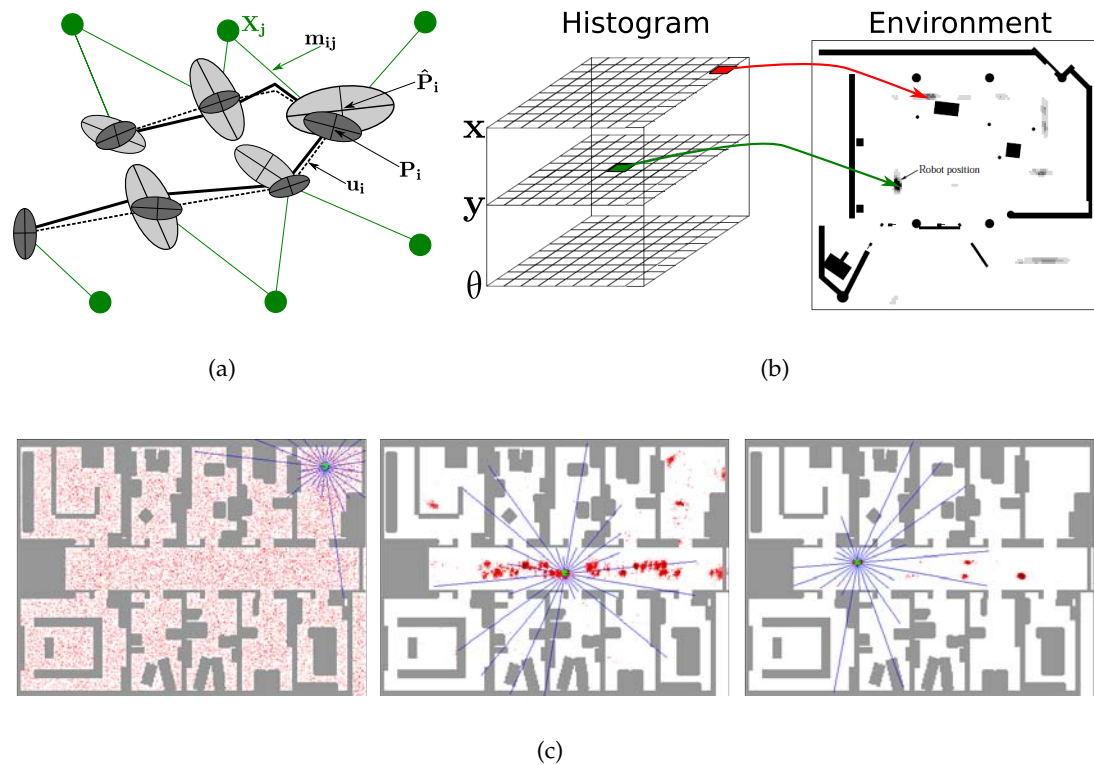 X_j
m_ij
P̂_i
P_i
u_i
(a)
Histogram
Environment
x
y
θ
Robot position
(b)
(c)